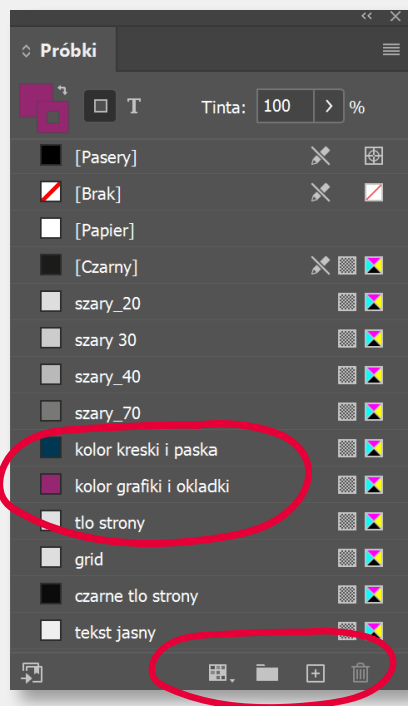 Próbki
T Tinta: 100 %
[Pasery]
[Brak]
[Papier]
[Czarny]
szary_20
szary 30
szary_40
szary_70
kolor kreski i paska
kolor grafiki i okladki
tlo strony
grid
czarne tlo strony
tekst jasny